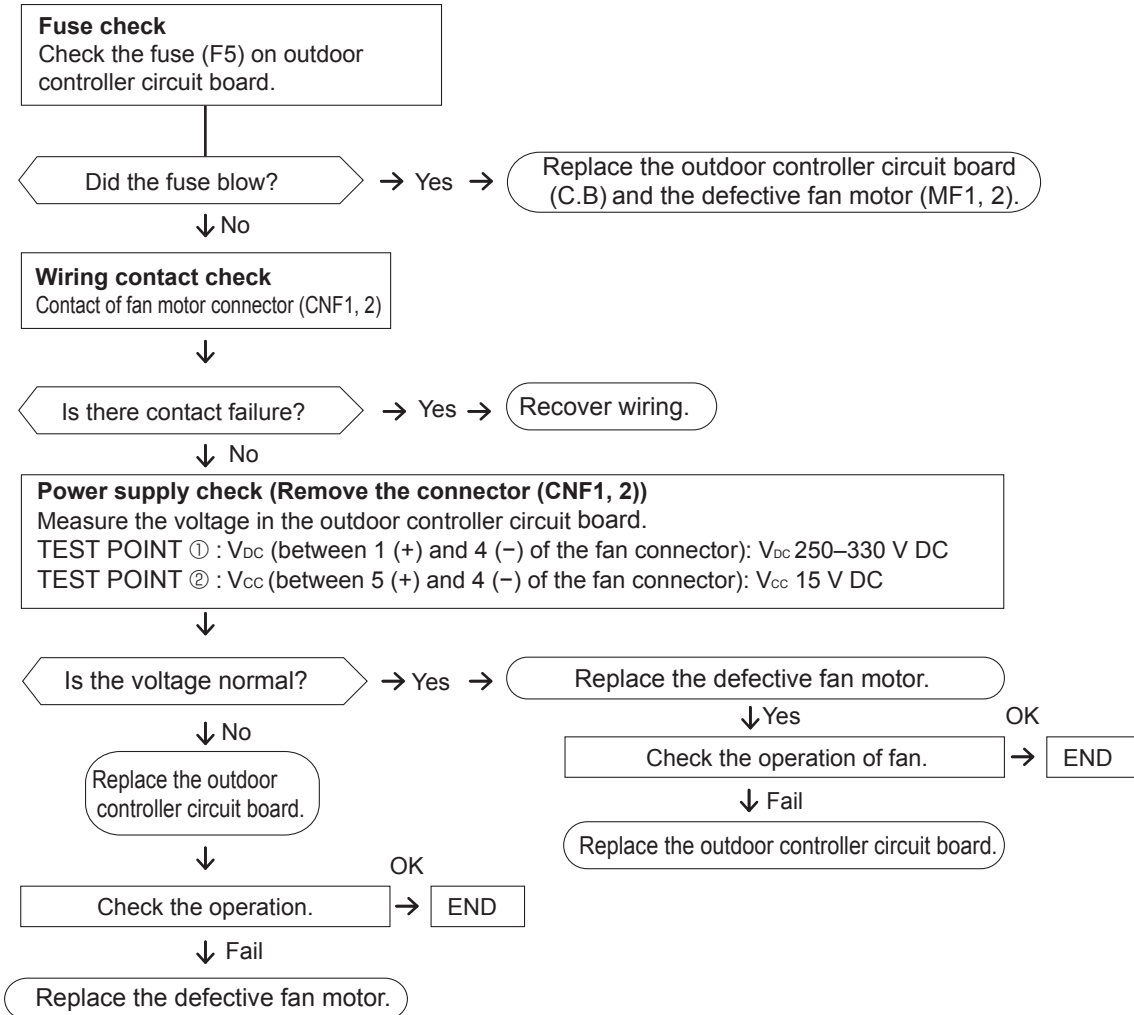 Fuse check
Check the fuse (F5) on outdoor
controller circuit board.
Did the fuse blow?
Yes
Replace the outdoor controller circuit board
(C.B) and the defective fan motor (MF1, 2).
No
Wiring contact check
Contact of fan motor connector (CNF1, 2)
Is there contact failure?
Yes
Recover wiring.
No
Power supply check (Remove the connector (CNF1, 2))
Measure the voltage in the outdoor controller circuit board.
TEST POINT ① : VDC (between 1 (+) and 4 (−) of the fan connector): VDC 250–330 V DC
TEST POINT ② : VCC (between 5 (+) and 4 (−) of the fan connector): VCC 15 V DC
Is the voltage normal?
Yes
Replace the defective fan motor.
Yes
OK
Check the operation of fan.
END
Fail
Replace the outdoor controller circuit board.
No
Replace the outdoor
controller circuit board.
OK
Check the operation.
END
Fail
Replace the defective fan motor.